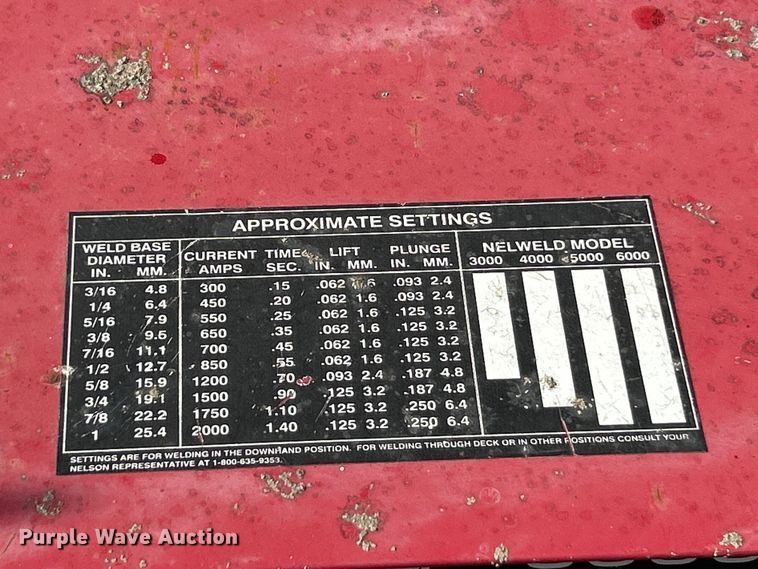 APPROXIMATE SETTINGS
WELD BASE DIAMETER IN. MM. CURRENT AMPS TIME SEC. LIFT IN. MM. PLUNGE IN. MM. NELWELD MODEL 3000 4000 5000 6000
3/16 4.8 300 .15 .062 1.6 .093 2.4
1/4 6.4 450 .20 .062 1.6 .093 2.4
5/16 7.9 550 .25 .062 1.6 .125 3.2
3/8 9.5 650 .35 .062 1.6 .125 3.2
7/16 11.1 700 .45 .062 1.6 .125 3.2
1/2 12.7 850 .55 .062 1.6 .125 3.2
5/8 15.9 1200 .70 .093 2.4 .187 4.8
3/4 19.1 1500 .90 .125 3.2 .187 4.8
7/8 22.2 1750 1.10 .125 3.2 .250 6.4
1 25.4 2000 1.40 .125 3.2 .250 6.4
SETTINGS ARE FOR WELDING IN THE DOWNHAND POSITION. FOR WELDING THROUGH DECK OR IN OTHER POSITIONS CONSULT YOUR
NELSON REPRESENTATIVE AT 1-800-635-9353.
Purple Wave Auction